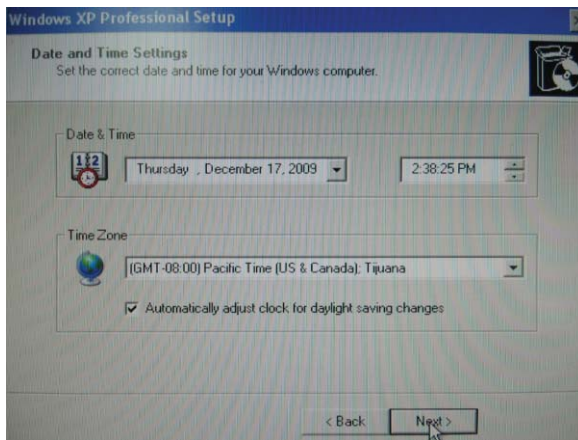 Windows XP Professional Setup
Date and Time Settings
Set the correct date and time for your Windows computer.
Date & Time
Thursday , December 17, 2009
2:38:25 PM
Time Zone
(GMT-08:00) Pacific Time (US & Canada); Tijuana
Automatically adjust clock for daylight saving changes
< Back
Next >